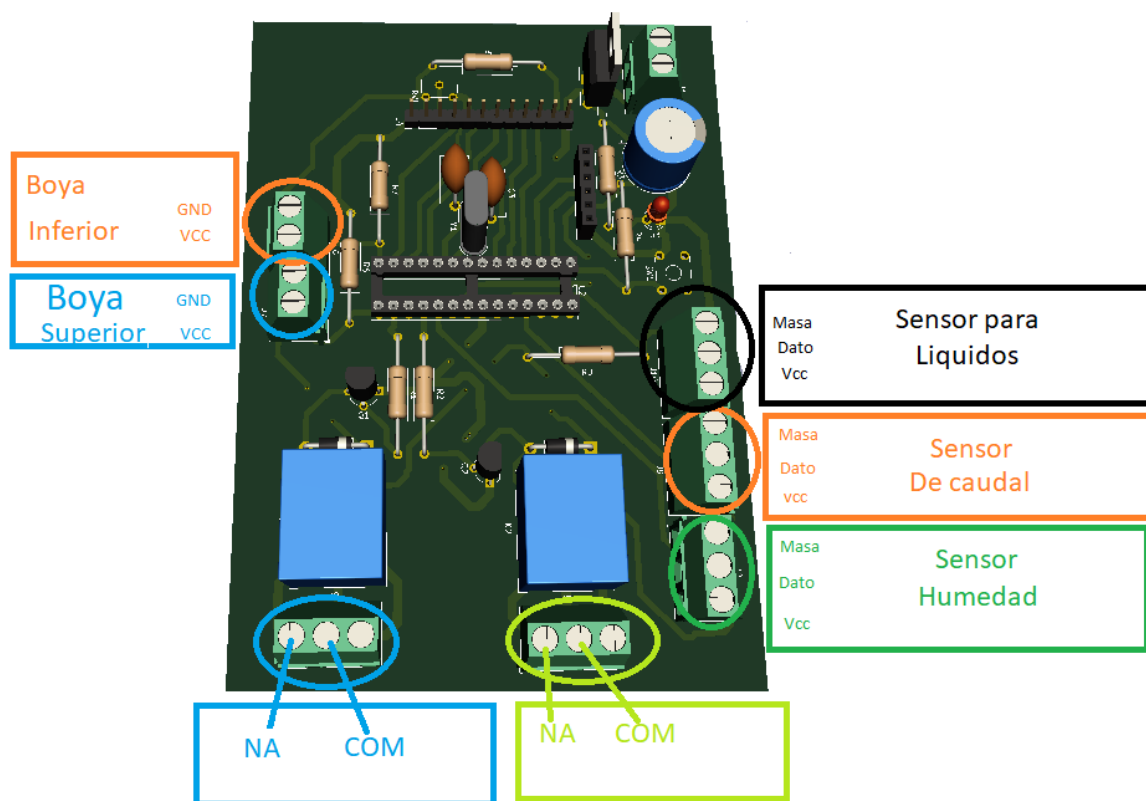 Boya
GND
Inferior
VCC
Boya
GND
Superior
VCC
Masa
Sensor para
Dato
Liquidos
Vcc
Masa
Sensor
Dato
De caudal
vcc
Masa
Sensor
Dato
Humedad
Vcc
NA
COM
NA
COM